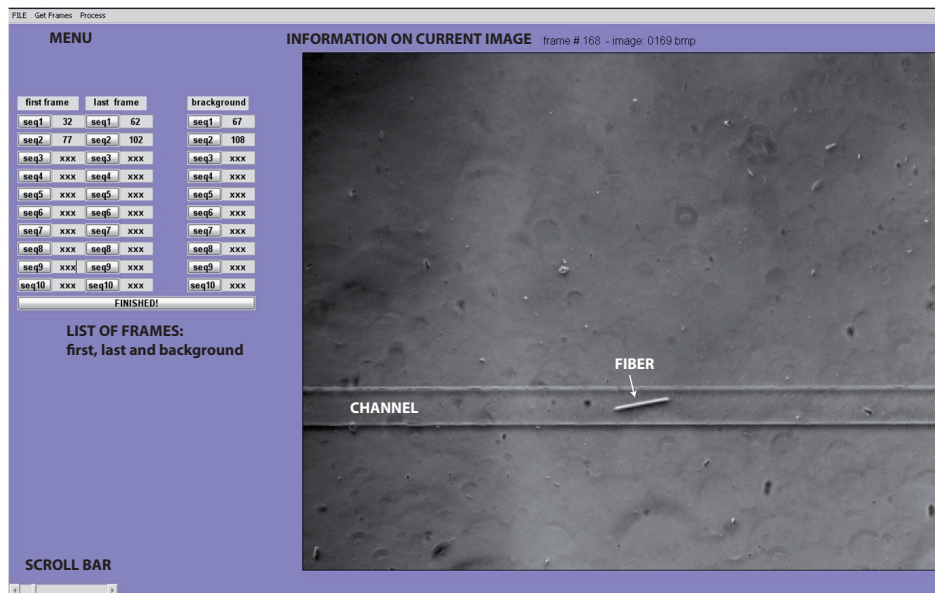 FILE Get Frames Process
MENU
INFORMATION ON CURRENT IMAGE frame # 168 - image: 0169.bmp
first frame last frame brackground
seq1 32 seq1 62 seq1 67
seq2 77 seq2 102 seq2 108
seq3 xxx seq3 xxx seq3 xxx
seq4 xxx seq4 xxx seq4 xxx
seq5 xxx seq5 xxx seq5 xxx
seq6 xxx seq6 xxx seq6 xxx
seq7 xxx seq7 xxx seq7 xxx
seq8 xxx seq8 xxx seq8 xxx
seq9 xxx seq9 xxx seq9 xxx
seq10 xxx seq10 xxx seq10 xxx
FINISHED!
LIST OF FRAMES:
first, last and background
FIBER
CHANNEL
SCROLL BAR